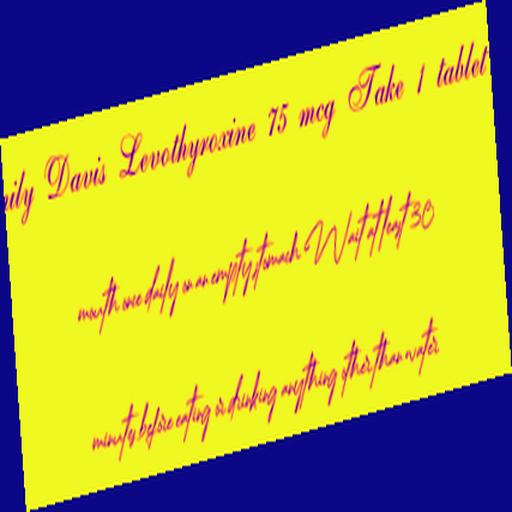 Davis Levothyroxine 75 mcg Take 1 tablet
mouth once daily on an empty stomach. Wait at least 30
minutes before eating or drinking anything other than water